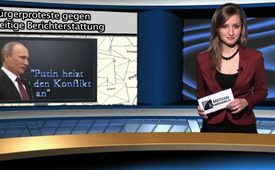 ürgerproteste gegen
eitige Berichterstattung
"Putin heizt
den Konflikt
an"